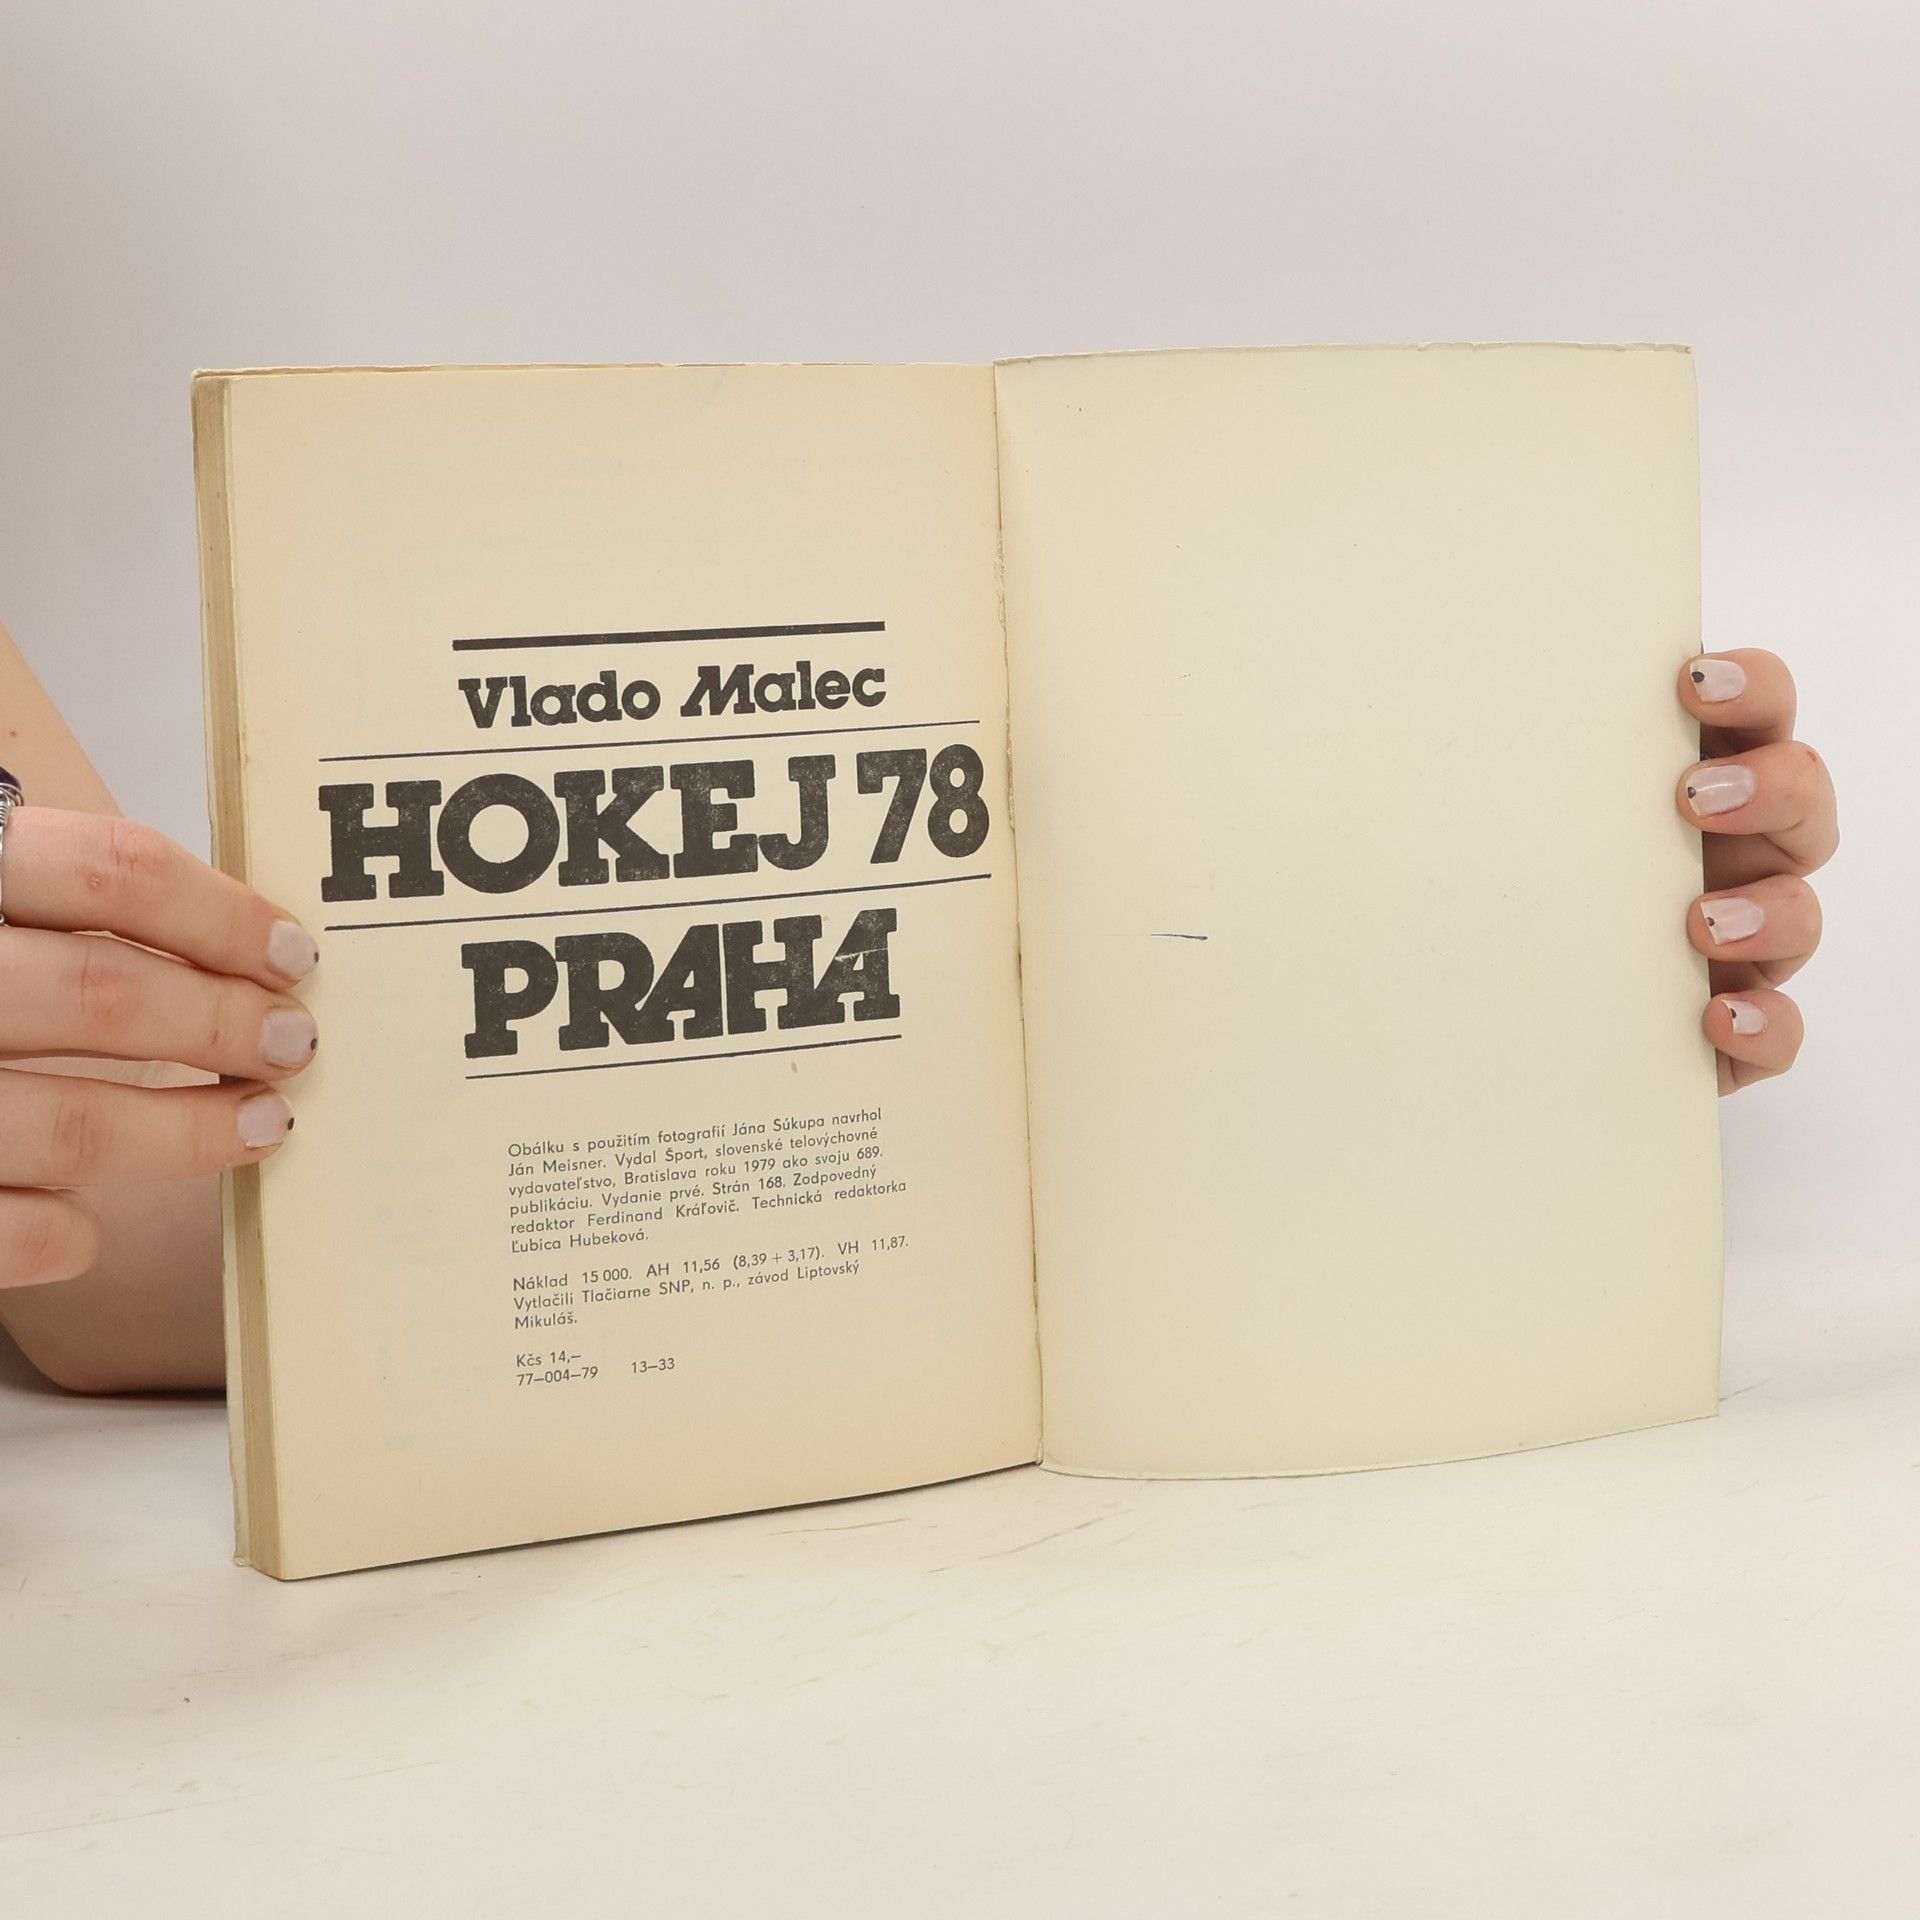 Vlado Malec
HOKEJ 78
PRAHA
Obálku s použitím fotografií Jána Súkupa navrhol
Ján Meisner. Vydal Šport, slovenské telovýchovné
vydavateľstvo, Bratislava roku 1979 ako svoju 689.
publikáciu. Vydanie prvé. Strán 168. Zodpovedný
redaktor Ferdinand Kráľovič. Technická redaktorka
Ľubica Hubeková.
Náklad 15 000. AH 11,56 (8,39 + 3,17). VH 11,87.
Vytlačili Tlačiarne SNP, n. p., závod Liptovský
Mikuláš.
Kčs 14,—
77—004—79 13—33